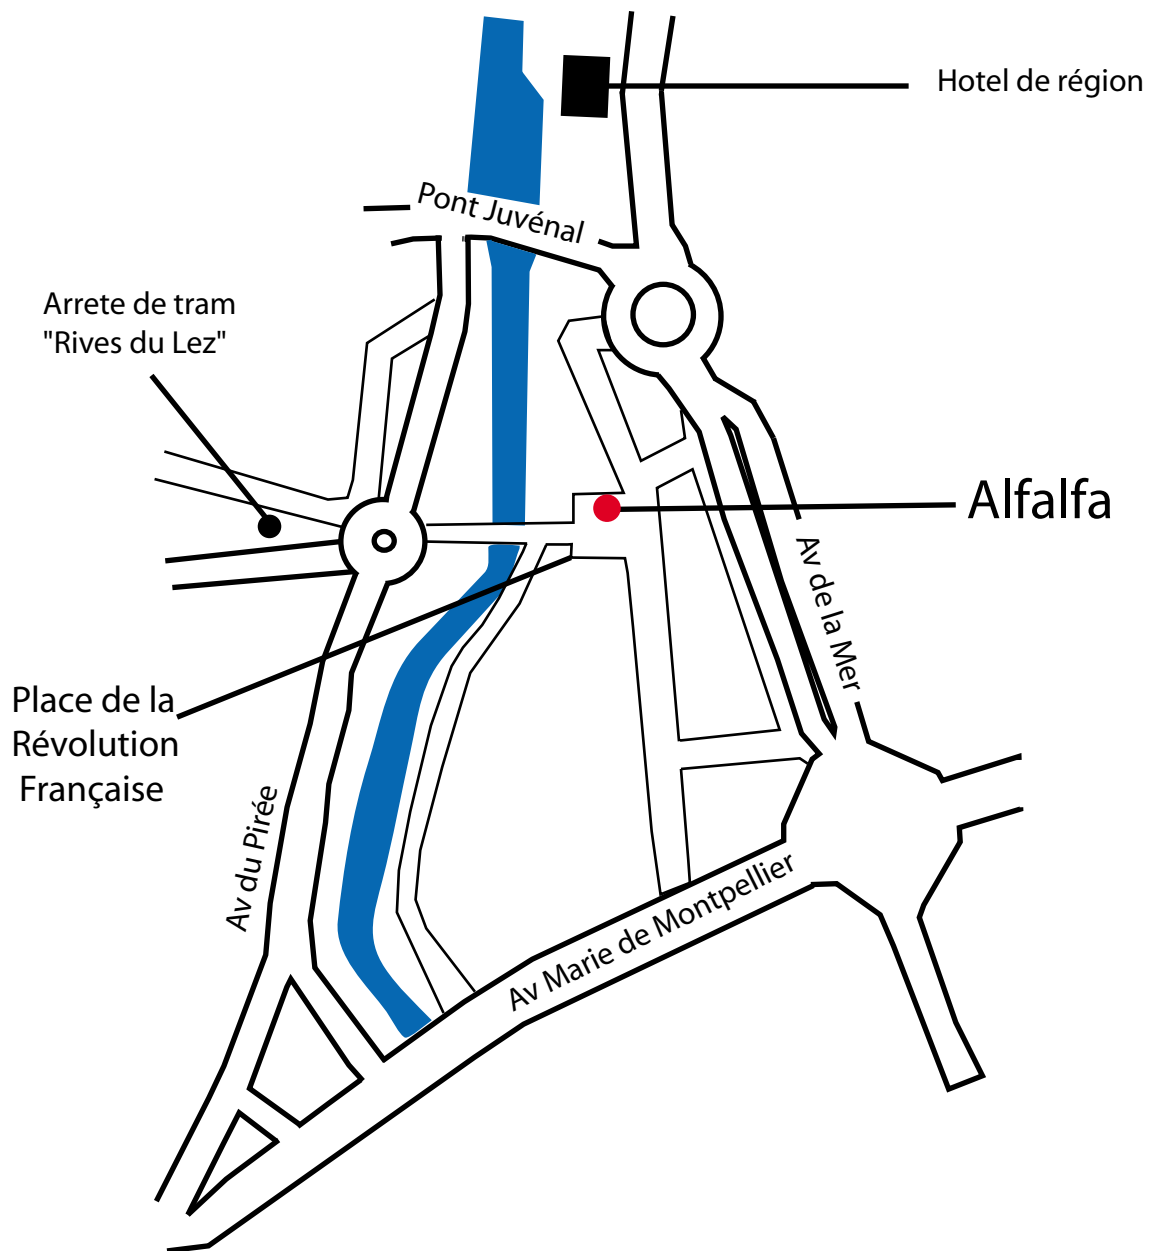 Hotel de région
Pont Juvénal
Arrete de tram
"Rives du Lez"
Alfalfa
Av de la Mer
Place de la
Révolution
Française
Av du Pirée
Av Marie de Montpellier